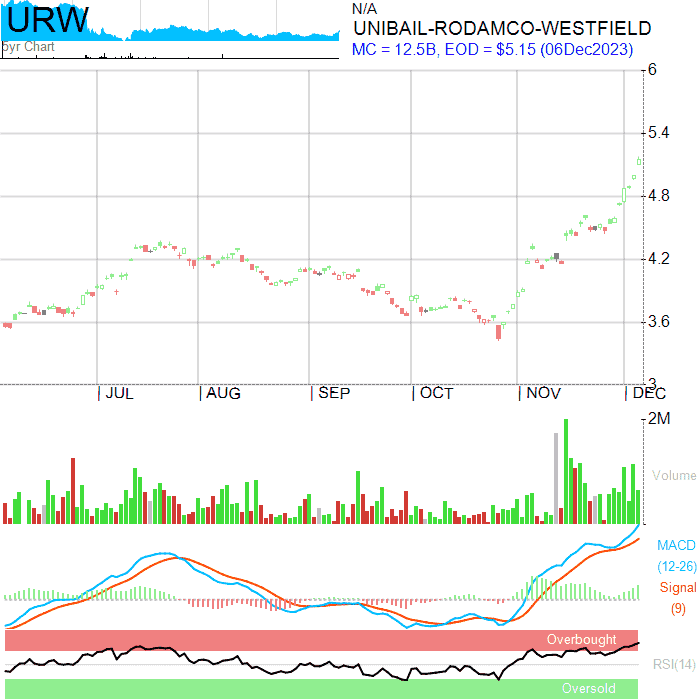 URW
5yr Chart
N/A
UNIBAIL-RODAMCO-WESTFIELD
MC = 12.5B, EOD = $5.15 (06Dec2023)
6
5.4
4.8
4.2
3.6
3
JUL AUG SEP OCT NOV DEC
2M
Volume
MACD
(12-26)
Signal
(9)
Overbought
RSI(14)
Oversold